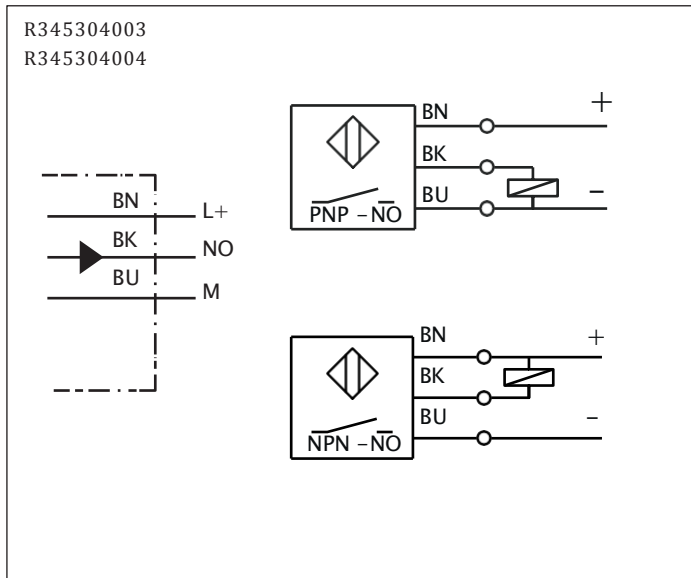 R345304003
R345304004
BN L+
BK NO
BU M
BN +
BK
BU –
PNP – NO
BN +
BK
BU –
NPN – NO